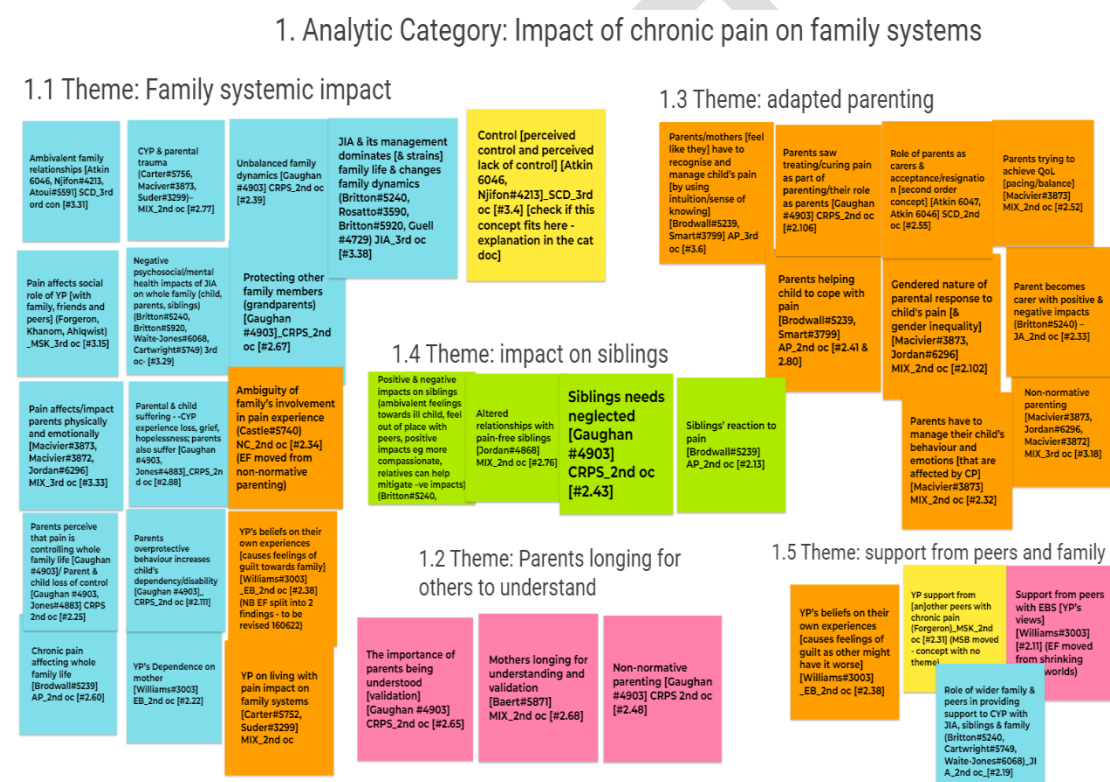 1. Analytic Category: Impact of chronic pain on family systems
1.1 Theme: Family systemic impact
Ambivalent family
relationships [Atkin
6046, Njifon#4213,
Atoui#5591] SCD_3rd
ord con [#3.31]
CYP & parental
trauma
(Carter#5756,
Maciver#3873,
Suder#3299)–
MIX_2nd oc [#2.77]
Unbalanced family
dynamics [Gaughan
#4903] CRPS_2nd oc
[#2.39]
JIA & its management
dominates [& strains]
family life & changes
family dynamics
(Britton#5240,
Rosatto#3590,
Britton#5920, Guell
#4729) JIA_3rd oc
[#3.38]
Control [perceived
control and perceived
lack of control] [Atkin
6046,
Njifon#4213]_SCD_3rd
oc [#3.4] [check if this
concept fits here -
explanation in the cat
doc]
Pain affects social
role of YP [with
family, friends and
peers] (Forgeron,
Khanom, Ahlqwist)
_MSK_3rd oc [#3.15]
Negative
psychosocial/mental
health impacts of JIA
on whole family (child,
parents, siblings)
(Britton#5240,
Britton#5920,
Waite-Jones#6068,
Cartwright#5749) 3rd
oc- [#3.29]
Protecting other
family members
(grandparents)
[Gaughan
#4903]_CRPS_2nd
oc [#2.67]
Pain affects/impact
parents physically
and emotionally
[Macivier#3873,
Macivier#3872,
Jordan#6296]
MIX_3rd oc [#3.33]
Parental & child
suffering - -CYP
experience loss, grief,
hopelessness; parents
also suffer [Gaughan
#4903,
Jones#4883]_CRPS_2n
d oc [#2.88]
Ambiguity of
family's involvement
in pain experience
(Castle#5740)
NC_2nd oc [#2.34]
(EF moved from
non-normative
parenting)
Parents perceive
that pain is
controlling whole
family life [Gaughan
#4903]/ Parent &
child loss of control
[Gaughan #4903,
Jones#4883] CRPS
2nd oc [#2.25]
Parents
overprotective
behaviour increases
child's
dependency/disability
[Gaughan #4903]_
CRPS_2nd oc [#2.111]
YP's beliefs on their
own experiences
[causes feelings of
guilt towards family]
[Williams#3003]
_EB_2nd oc [#2.38]
(NB EF split into 2
findings - to be
revised 160622)
Chronic pain
affecting whole
family life
[Brodwall#5239]
AP_2nd oc [#2.60]
YP's Dependence on
mother
[Williams#3003]
EB_2nd oc [#2.22]
YP on living with
pain impact on
family systems
[Carter#5752,
Suder#3299]
MIX_2nd oc
1.4 Theme: impact on siblings
Positive & negative
impacts on siblings
(ambivalent feelings
towards ill child, feel
out of place with
peers, positive
impacts eg more
compassionate,
relatives can help
mitigate -ve impacts)
(Britton#5240,
Altered
relationships with
pain-free siblings
[Jordan#4868]
MIX_2nd oc [#2.76]
Siblings needs
neglected
[Gaughan
#4903]
CRPS_2nd oc
[#2.43]
Siblings' reaction to
pain
[Brodwall#5239]
AP_2nd oc [#2.13]
1.2 Theme: Parents longing for
others to understand
The importance of
parents being
understood
[validation]
[Gaughan #4903]
CRPS_2nd oc [#2.65]
Mothers longing for
understanding and
validation
[Baert#5871]
MIX_2nd oc [#2.68]
Non-normative
parenting [Gaughan
#4903] CRPS 2nd oc
[#2.48]
1.3 Theme: adapted parenting
Parents/mothers [feel
like they] have to
recognise and
manage child's pain
[by using
intuition/sense of
knowing]
[Brodwall#5239,
Smart#3799] AP_3rd
oc [#3.6]
Parents saw
treating/curing pain
as part of
parenting/their role
as parents [Gaughan
#4903] CRPS_2nd oc
[#2.106]
Role of parents as
carers &
acceptance/resignatio
n [second order
concept] [Atkin 6047,
Atkin 6046] SCD_2nd
oc [#2.55]
Parents trying to
achieve QoL
[pacing/balance]
[Macivier#3873]
MIX_2nd oc [#2.52]
Parents helping
child to cope with
pain
[Brodwall#5239,
Smart#3799]
AP_2nd oc [#2.41 &
2.80]
Gendered nature of
parental response to
child's pain [&
gender inequality]
[Macivier#3873,
Jordan#6296]
MIX_2nd oc [#2.102]
Parent becomes
carer with positive &
negative impacts
(Britton#5240) –
JA_2nd oc [#2.33]
Parents have to
manage their child's
behaviour and
emotions [that are
affected by CP]
[Macivier#3873]
MIX_2nd oc [#2.32]
Non-normative
parenting
[Macivier#3873,
Jordan#6296,
Macivier#3872]
MIX_3rd oc [#3.18]
1.5 Theme: support from peers and family
YP's beliefs on their
own experiences
[causes feelings of
guilt as other might
have it worse]
[Williams#3003]
_EB_2nd oc [#2.38]
YP support from
[an]other peers with
chronic pain
(Forgeron)_MSK_2nd
oc [#2.31] (MSB moved
- concept with no
theme)
Support from peers
with EBS [YP's
views]
[Williams#3003]
[#2.11] (EF moved
from shrinking
worlds)
Role of wider family &
peers in providing
support to CYP with
JIA, siblings & family
(Britton#5240,
Cartwright#5749,
Waite-Jones#6068)_JI
A_2nd oc_[#2.19]